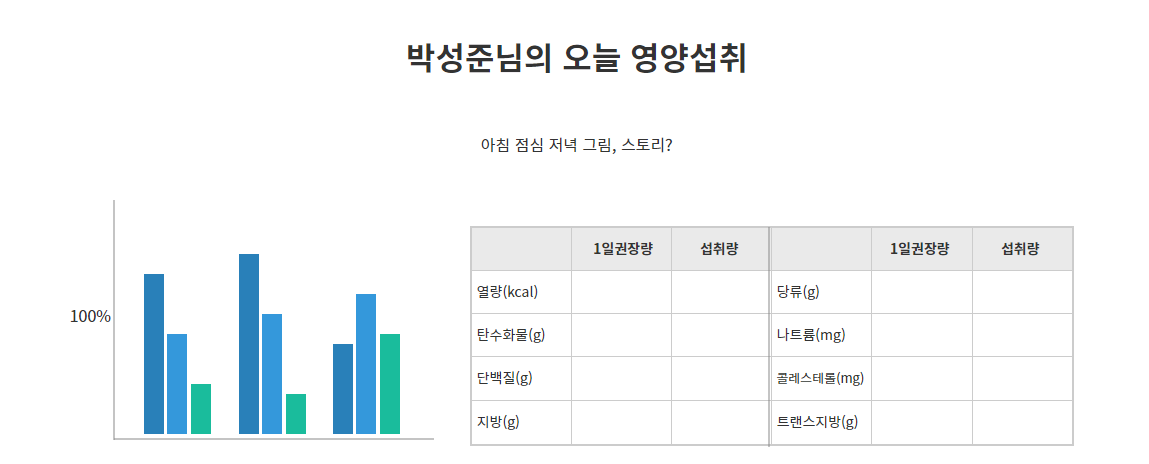 박성준님의 오늘 영양섭취
아침 점심 저녁 그림, 스토리?
100%
1일권장량 섭취량 1일권장량 섭취량
열량(kcal) 당류(g)
탄수화물(g) 나트륨(mg)
단백질(g) 콜레스테롤(mg)
지방(g) 트랜스지방(g)